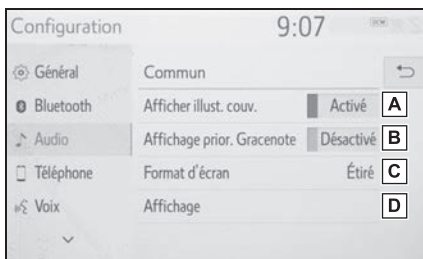 Configuration 9:07 DCM
Général Commun
Bluetooth Afficher illust. couv. Activé A
Audio Affichage prior. Gracenote Désactivé B
Téléphone Format d'écran Étiré C
Voix Affichage D